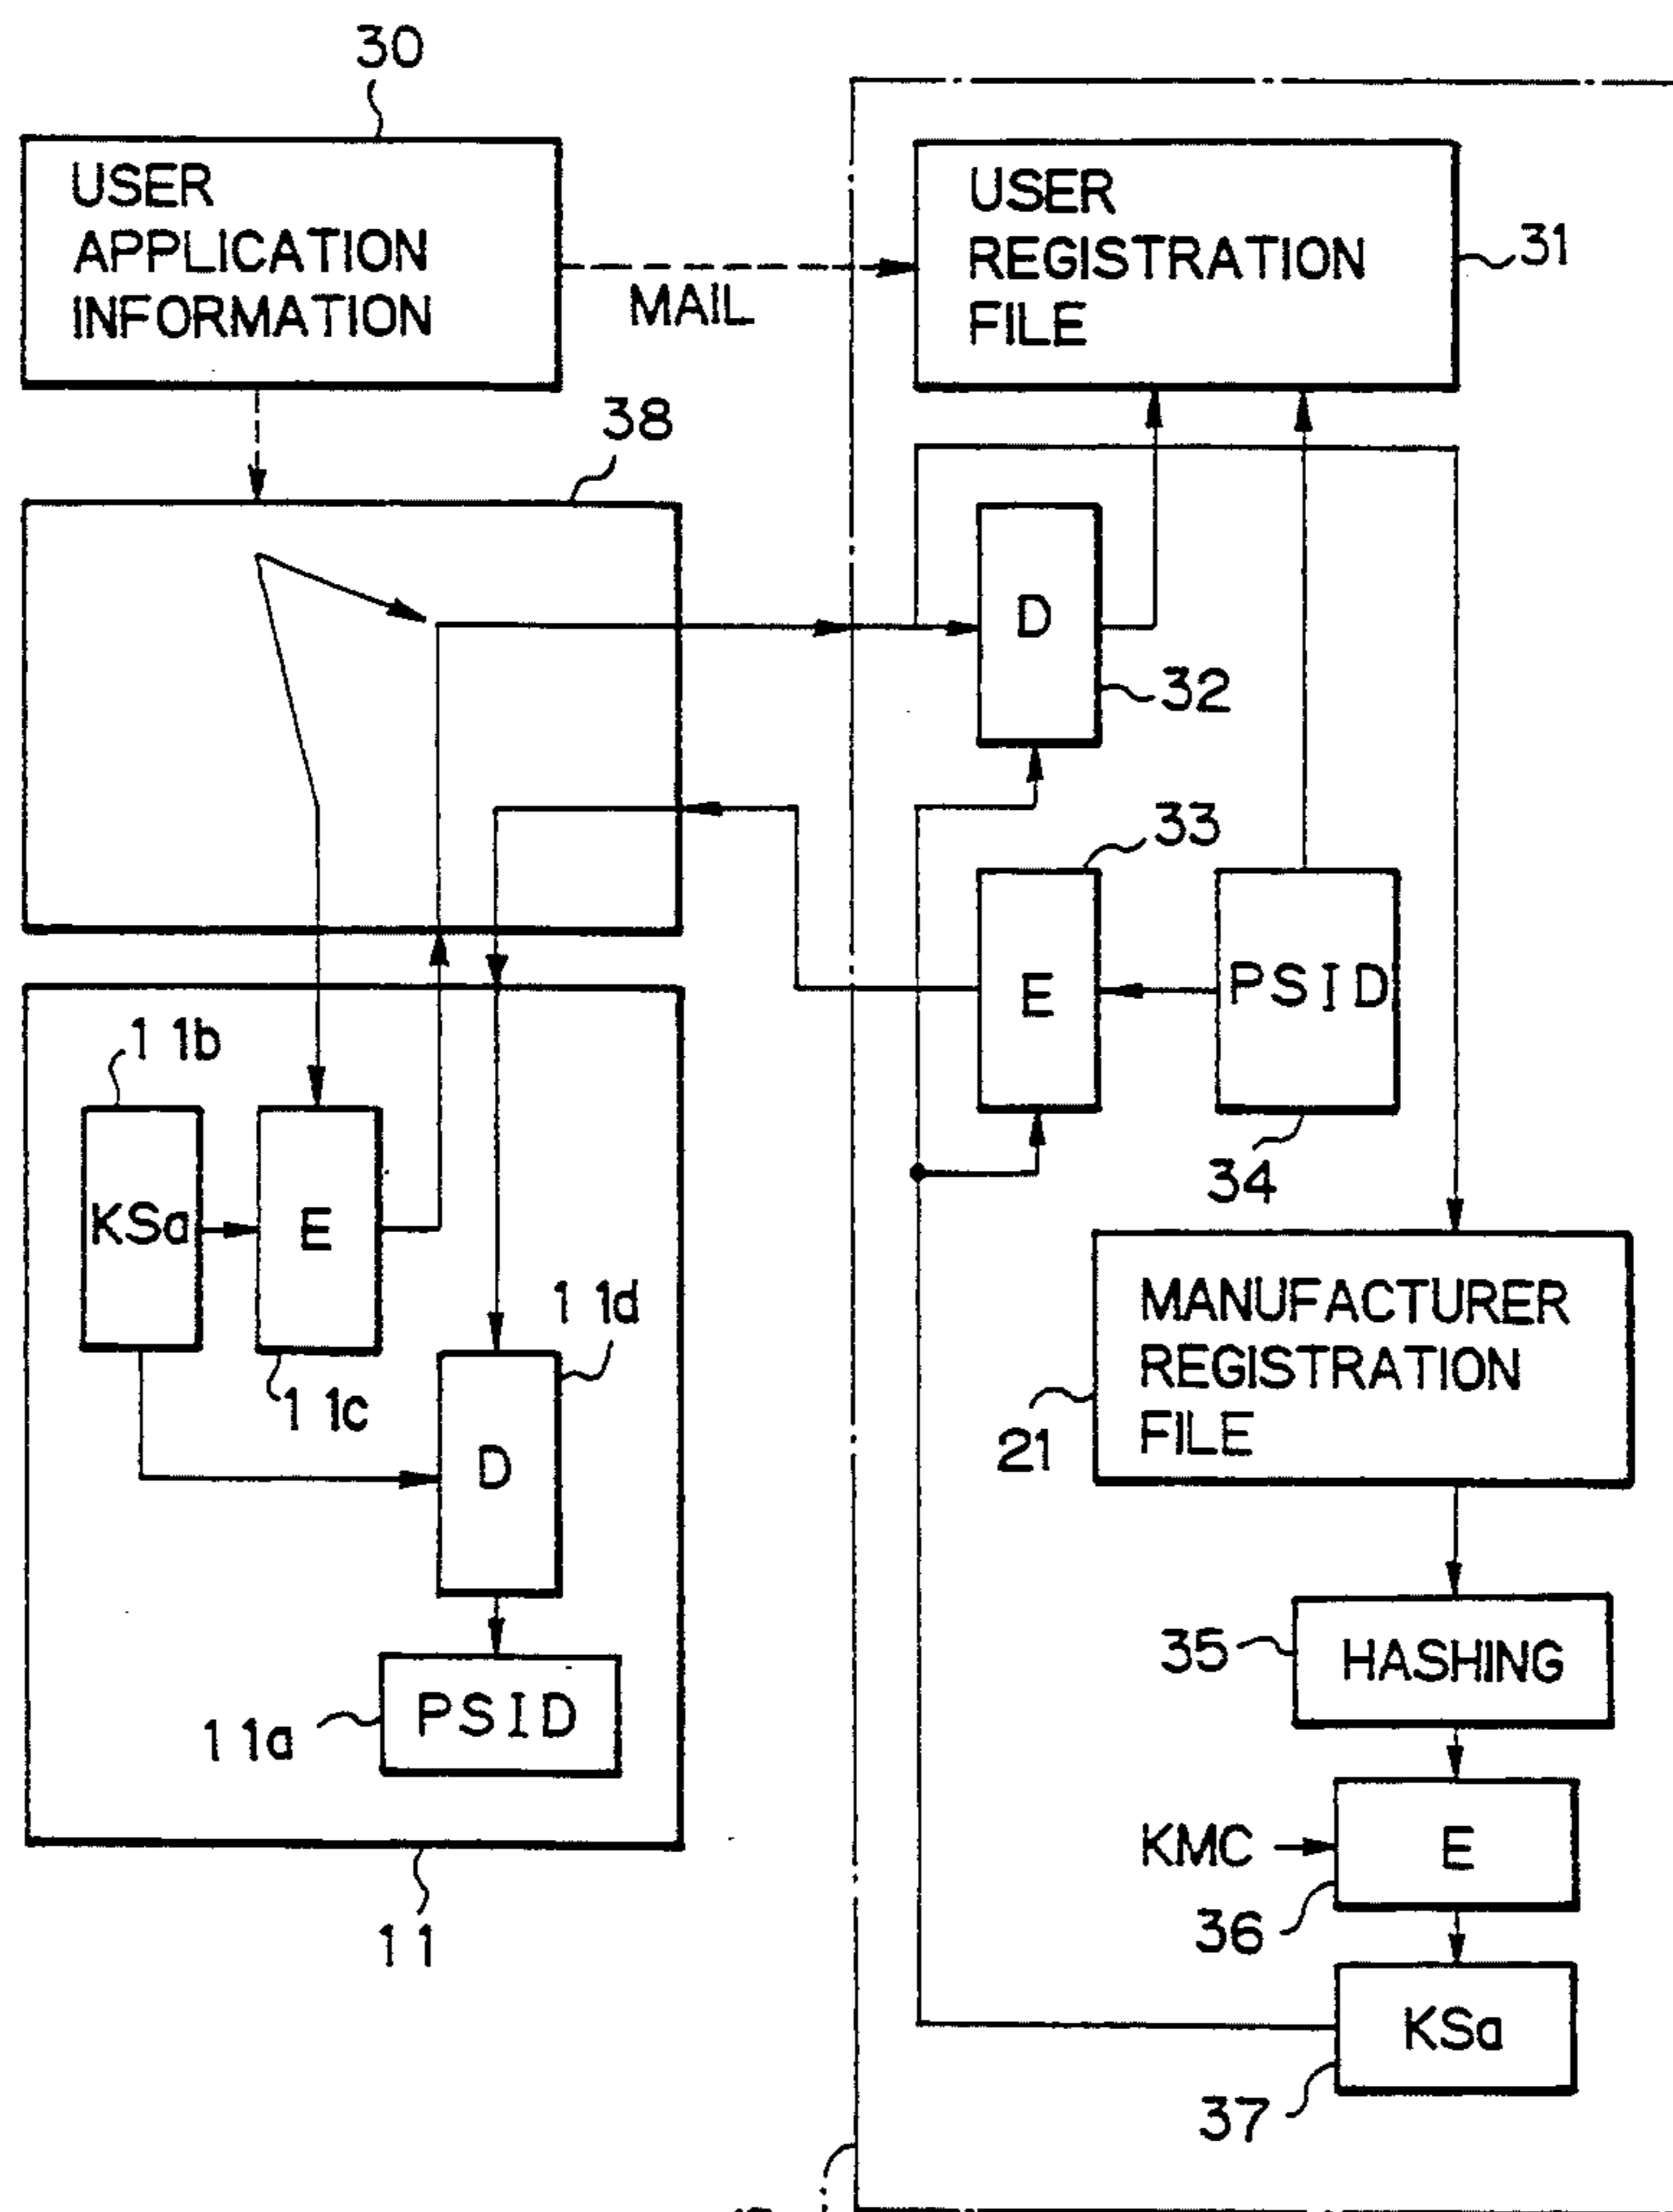 30
USER
APPLICATION
INFORMATION
MAIL
USER
REGISTRATION
FILE
31
38
D
32
33
E
PSID
34
11b
KSa
E
11c
11d
D
PSID
11a
11
MANUFACTURER
REGISTRATION
FILE
21
35
HASHING
KMC
E
36
KSa
37